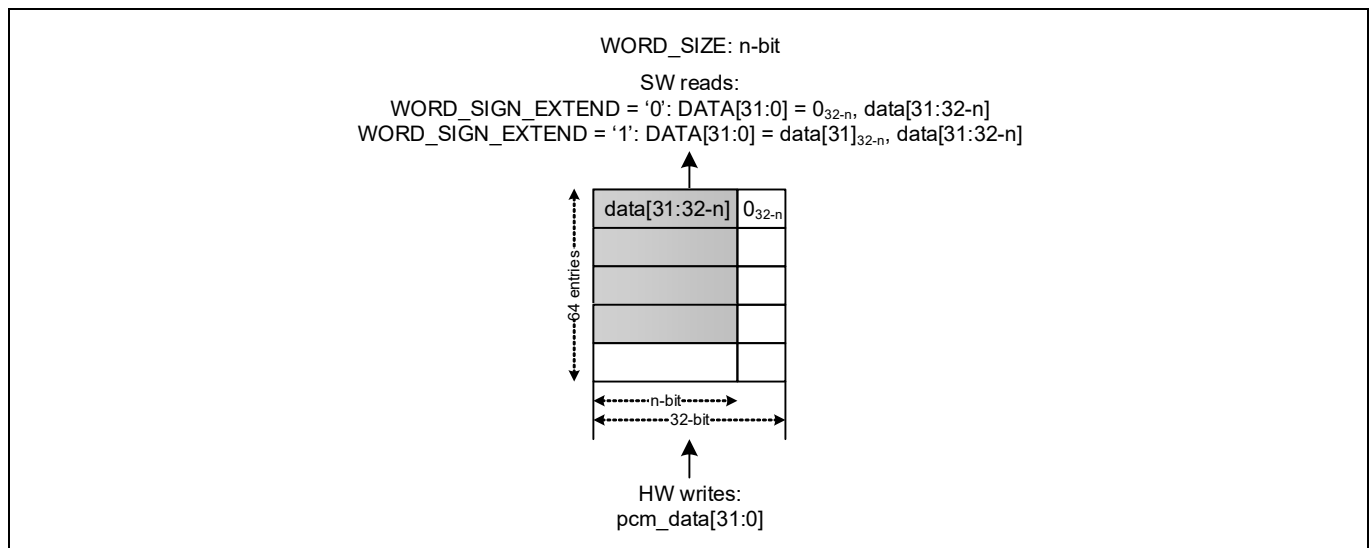 WORD_SIZE: n-bit
SW reads:
WORD_SIGN_EXTEND = ‘0’: DATA[31:0] = 0₃₂₋ₙ, data[31:32-n]
WORD_SIGN_EXTEND = ‘1’: DATA[31:0] = data[31]₃₂₋ₙ, data[31:32-n]
data[31:32-n] 0₃₂₋ₙ
64 entries
n-bit
32-bit
HW writes:
pcm_data[31:0]